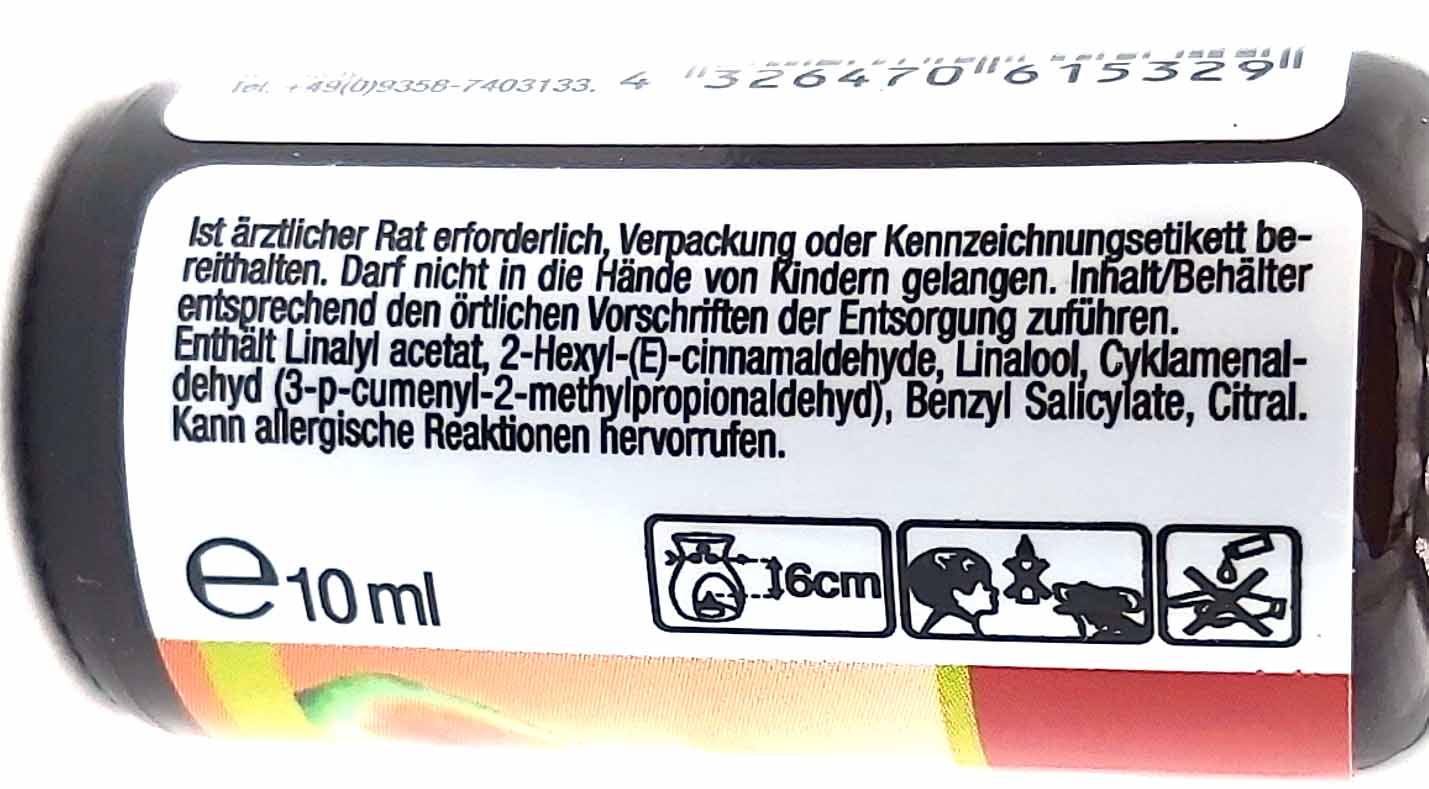 Tel. +49(0)9358-7403133. 4 326470 615329
Ist ärztlicher Rat erforderlich, Verpackung oder Kennzeichnungsetikett be-
reithalten. Darf nicht in die Hände von Kindern gelangen. Inhalt/Behälter
entsprechend den örtlichen Vorschriften der Entsorgung zuführen.
Enthält Linalyl acetat, 2-Hexyl-(E)-cinnamaldehyde, Linalool, Cyklamenal-
dehyd (3-p-cumenyl-2-methylpropionaldehyd), Benzyl Salicylate, Citral.
Kann allergische Reaktionen hervorrufen.
e 10 ml
6cm